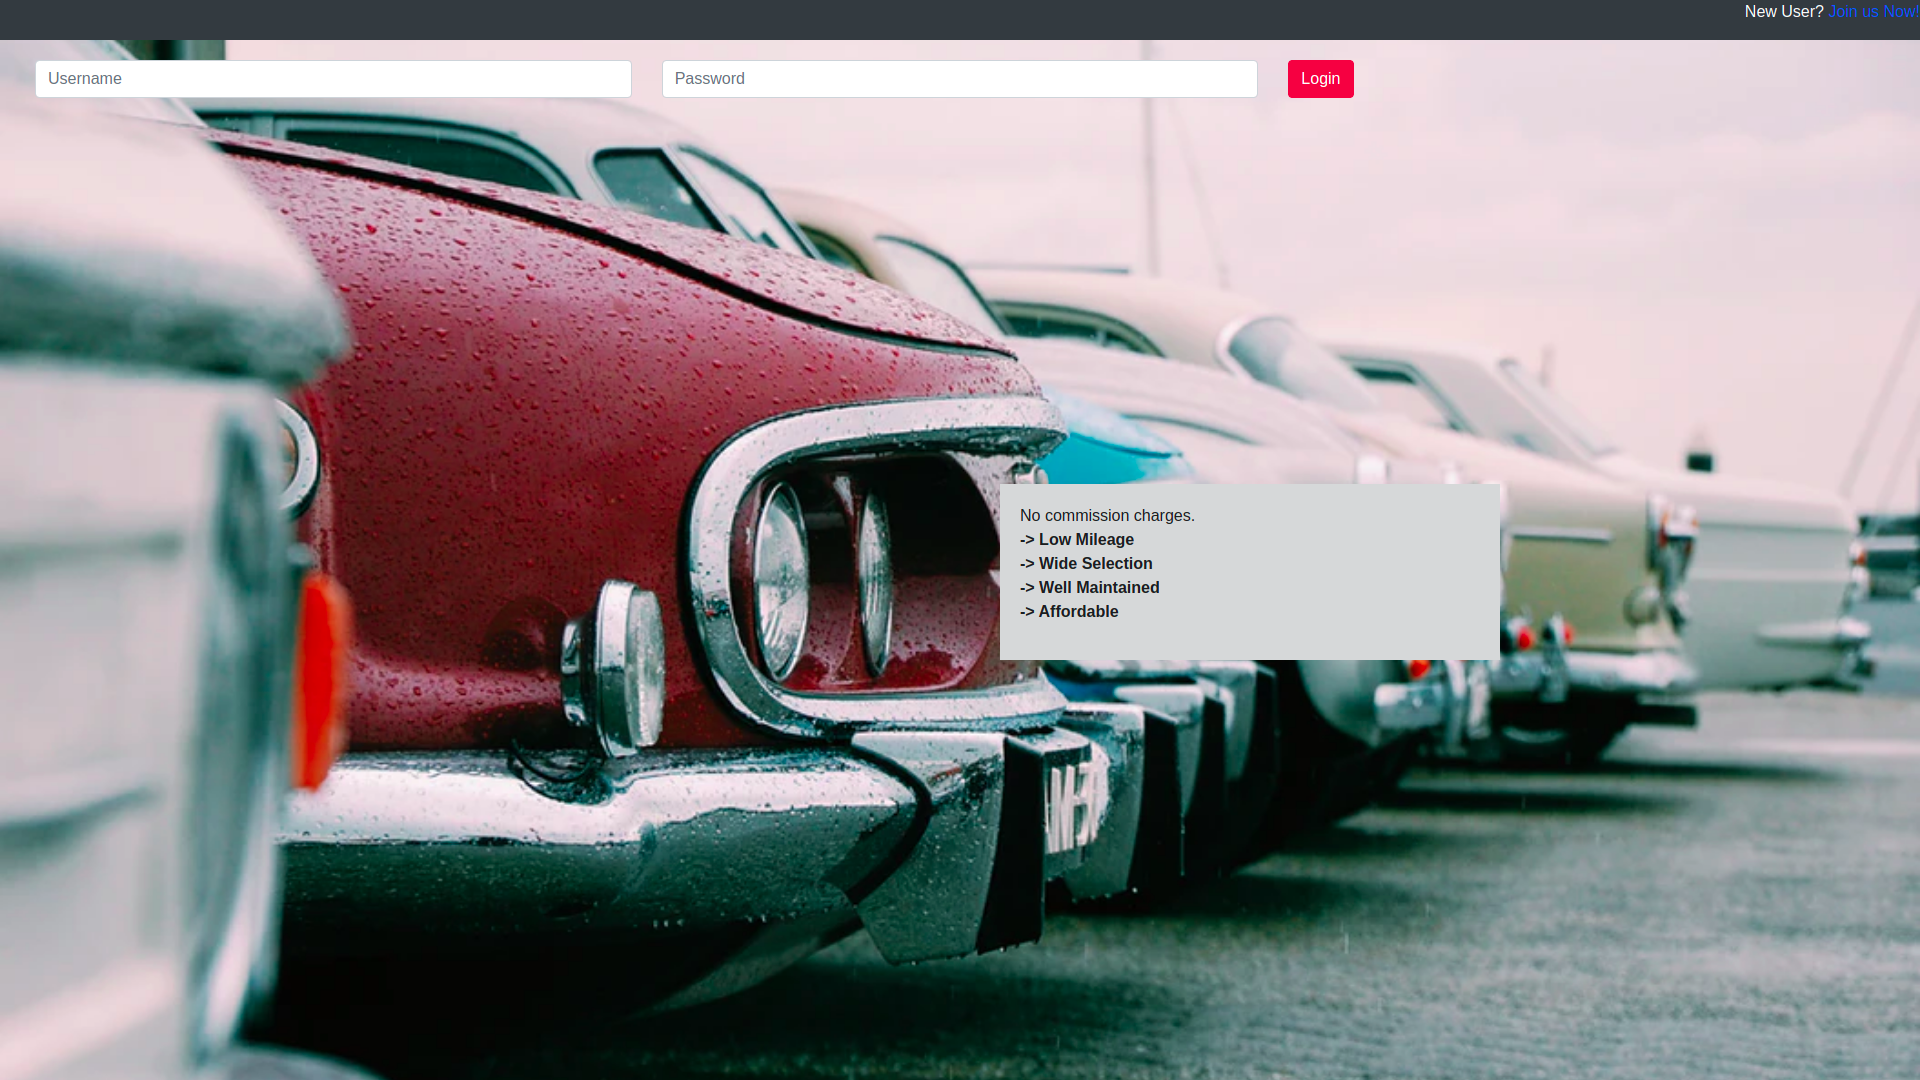 New User? Join us Now!
Username
Password
Login
No commission charges.
-> Low Mileage
-> Wide Selection
-> Well Maintained
-> Affordable